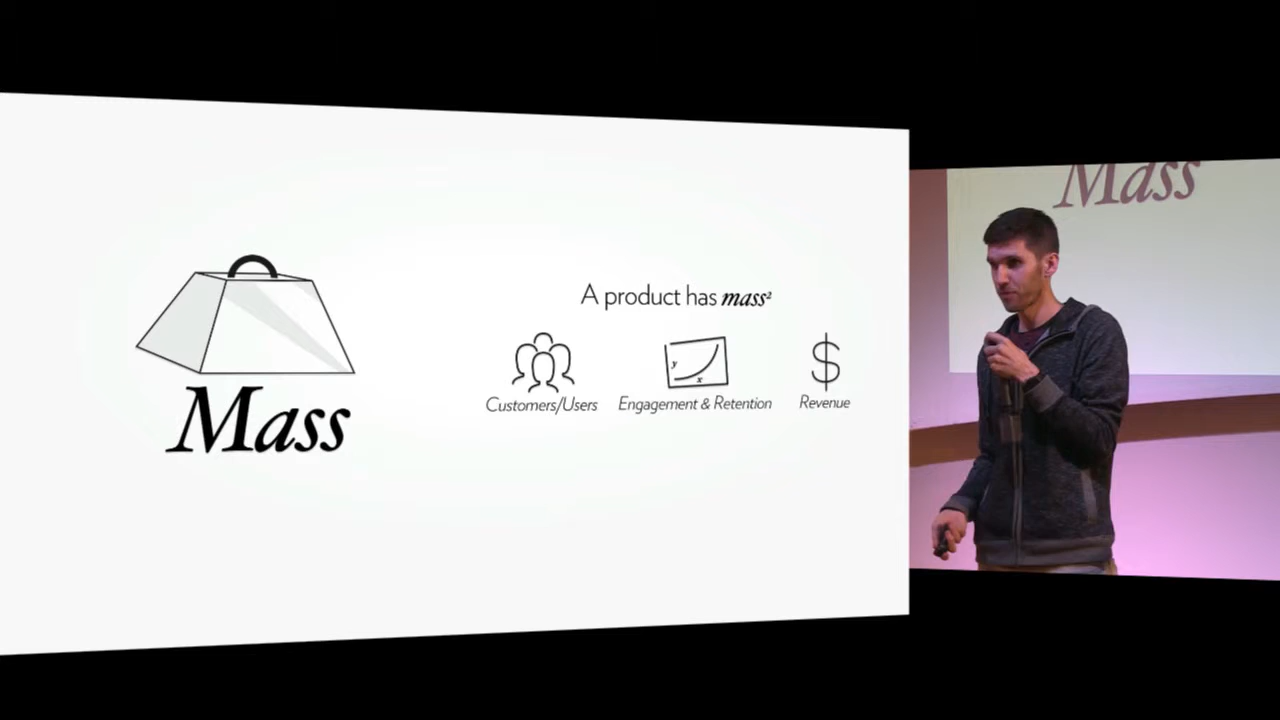 Mass
A product has mass²
y
x
$
Customers/Users
Engagement & Retention
Revenue
Mass